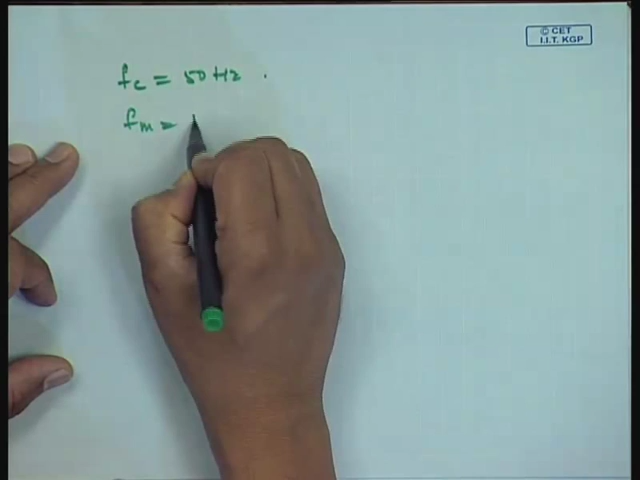 © CET
I.I.T. KGP
fc = 50 Hz .
fm =